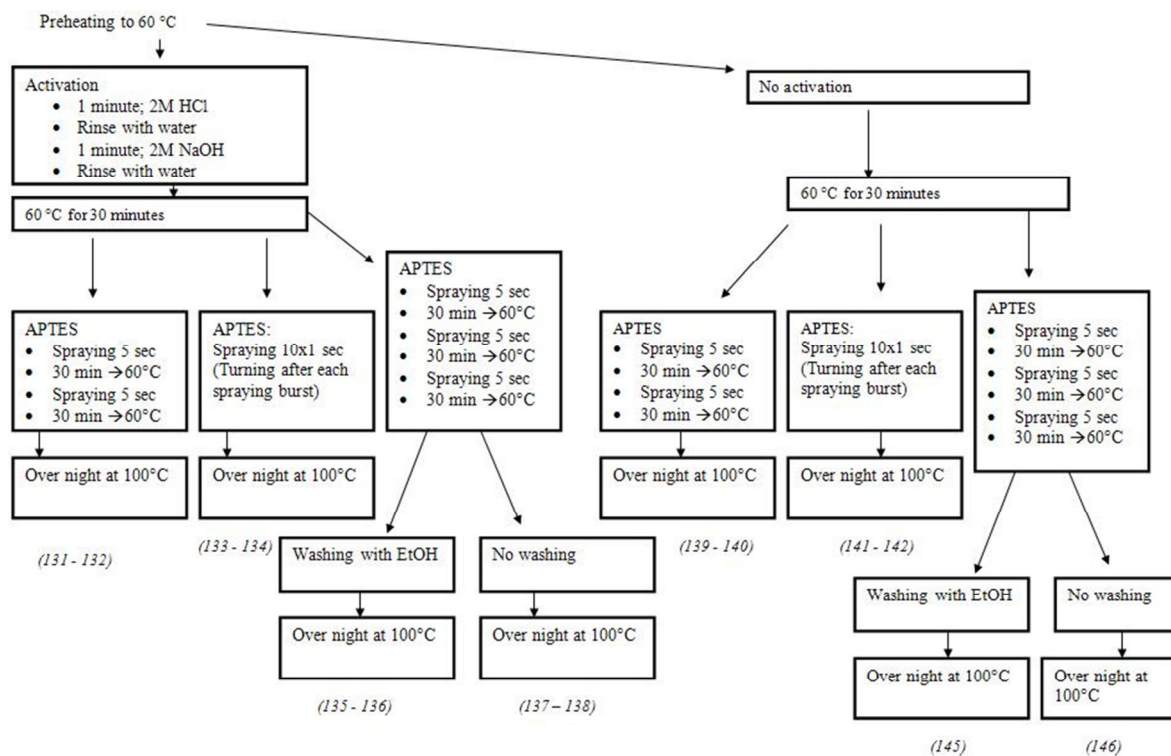 Preheating to 60 °C
Activation
• 1 minute; 2M HCl
• Rinse with water
• 1 minute; 2M NaOH
• Rinse with water
60 °C for 30 minutes
APTES
• Spraying 5 sec
• 30 min →60°C
• Spraying 5 sec
• 30 min →60°C
Over night at 100°C
(131 - 132)
APTES:
Spraying 10x1 sec
(Turning after each
spraying burst)
Over night at 100°C
(133 - 134)
APTES
• Spraying 5 sec
• 30 min →60°C
• Spraying 5 sec
• 30 min →60°C
• Spraying 5 sec
• 30 min →60°C
Washing with EtOH
Over night at 100°C
(135 - 136)
No washing
Over night at 100°C
(137 – 138)
No activation
60 °C for 30 minutes
APTES
• Spraying 5 sec
• 30 min →60°C
• Spraying 5 sec
• 30 min →60°C
Over night at 100°C
(139 - 140)
APTES:
Spraying 10x1 sec
(Turning after each
spraying burst)
Over night at 100°C
(141 - 142)
APTES
• Spraying 5 sec
• 30 min →60°C
• Spraying 5 sec
• 30 min →60°C
• Spraying 5 sec
• 30 min →60°C
Washing with EtOH
Over night at 100°C
(145)
No washing
Over night at
100°C
(146)